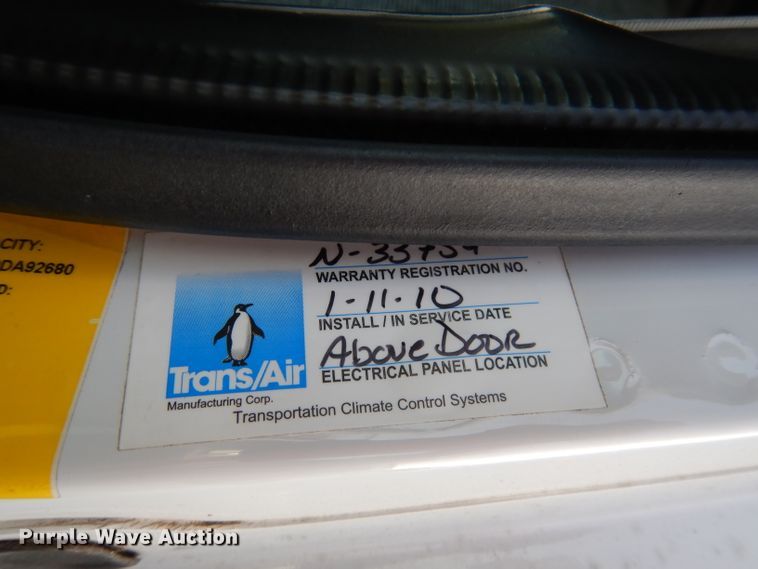 CITY:
DA92680
D:
WARRANTY REGISTRATION NO.
1-11-10
INSTALL / IN SERVICE DATE
Above Door
ELECTRICAL PANEL LOCATION
Trans/Air
Manufacturing Corp.
Transportation Climate Control Systems
Purple Wave Auction